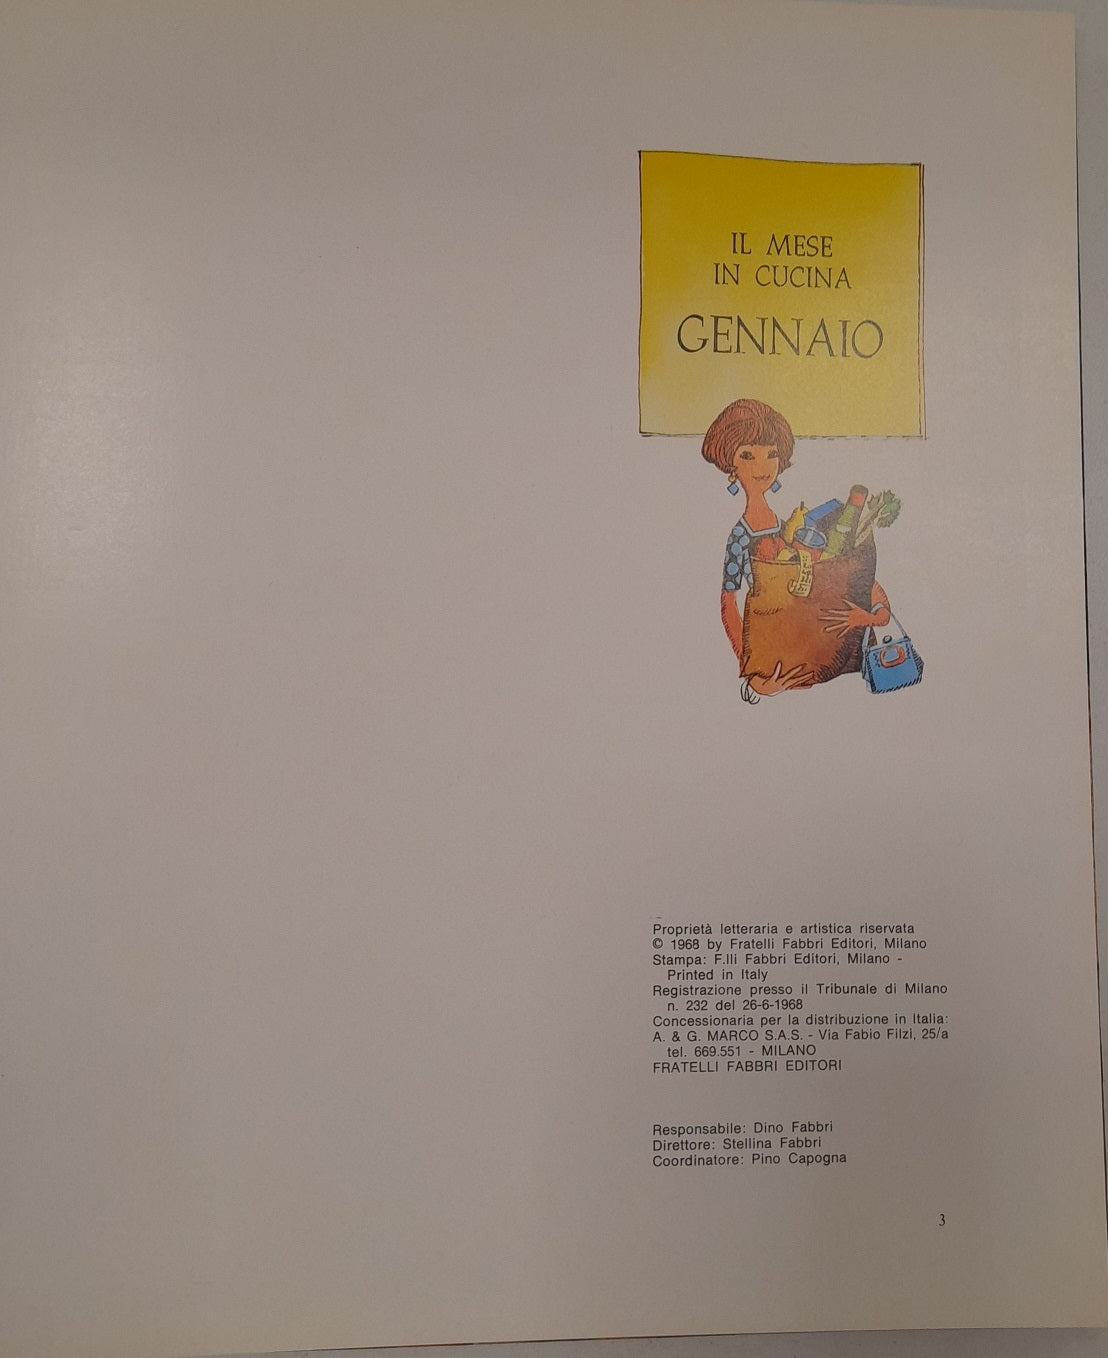 IL MESE
IN CUCINA
GENNAIO
Proprietà letteraria e artistica riservata
© 1968 by Fratelli Fabbri Editori, Milano
Stampa: F.lli Fabbri Editori, Milano -
Printed in Italy
Registrazione presso il Tribunale di Milano
n. 232 del 26-6-1968
Concessionaria per la distribuzione in Italia:
A. & G. MARCO S.A.S. - Via Fabio Filzi, 25/a
tel. 669.551 - MILANO
FRATELLI FABBRI EDITORI
Responsabile: Dino Fabbri
Direttore: Stellina Fabbri
Coordinatore: Pino Capogna
3